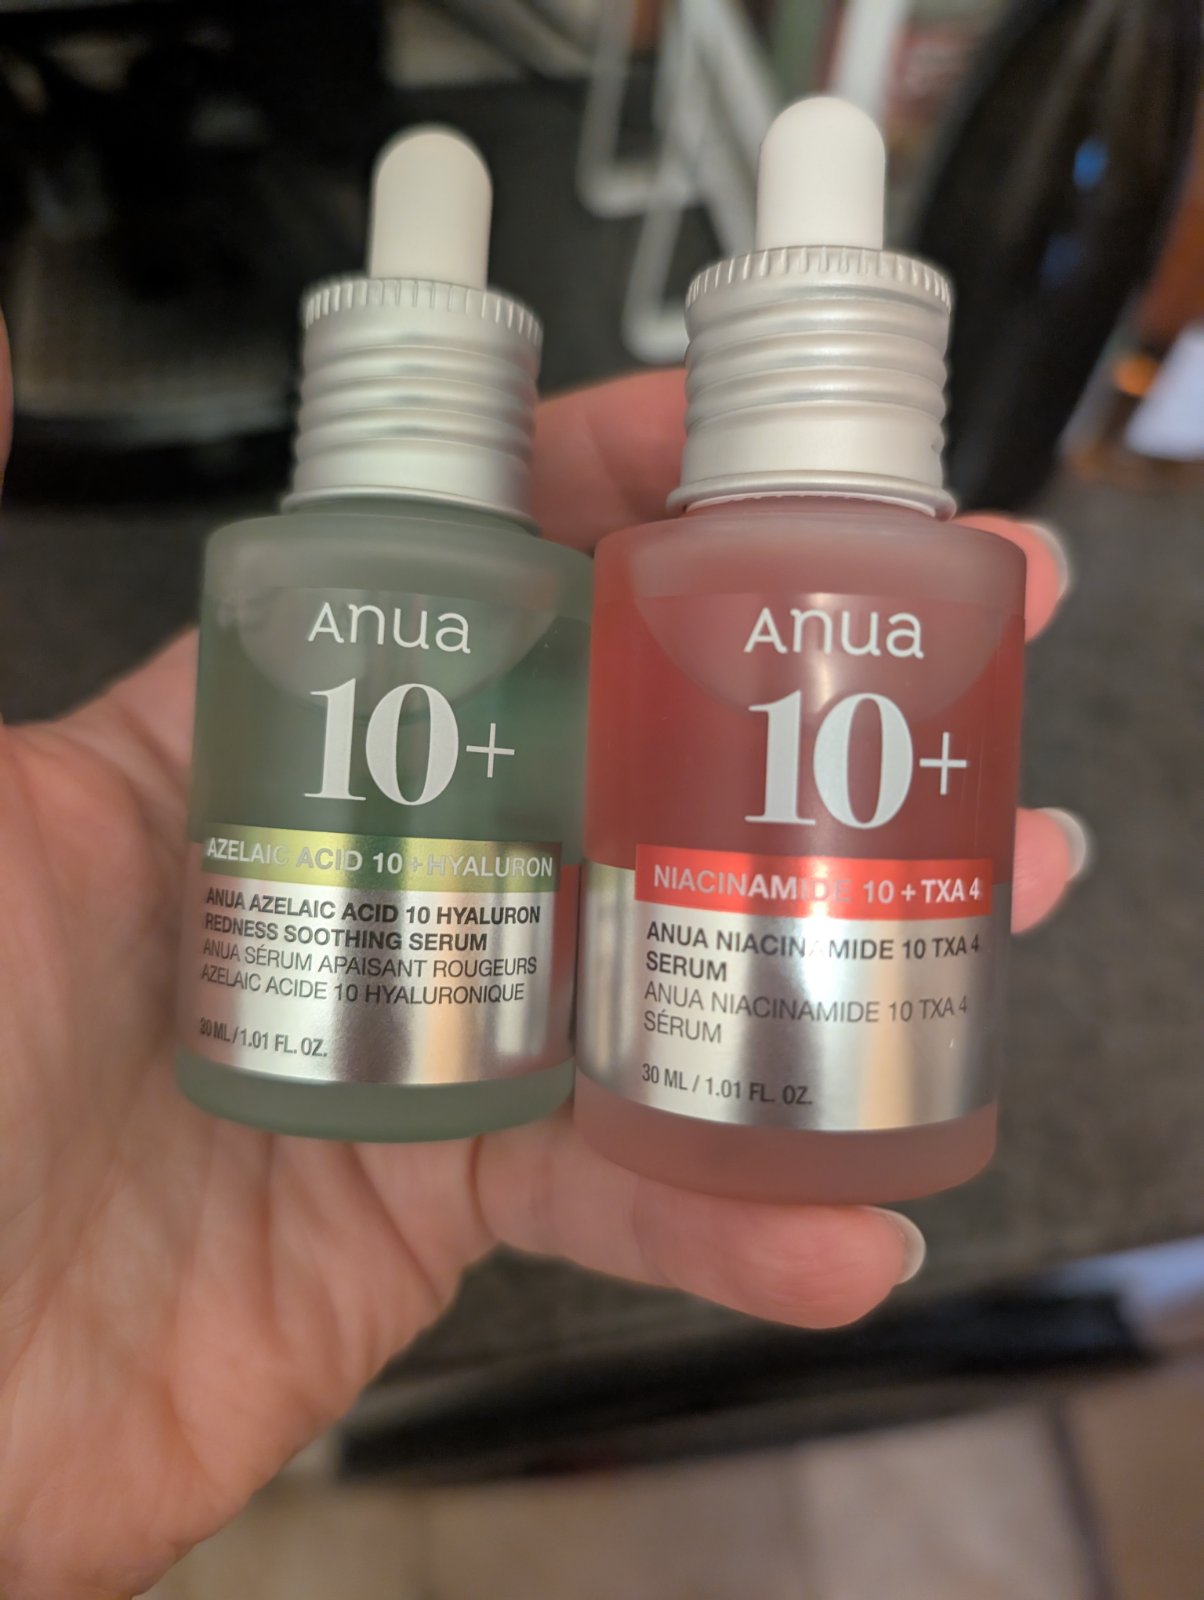 Anua
10+
AZELAIC ACID 10 + HYALURON
ANUA AZELAIC ACID 10 HYALURON
REDNESS SOOTHING SERUM
ANUA SÉRUM APAISANT ROUGEURS
AZELAIC ACIDE 10 HYALURONIQUE
30 ML / 1.01 FL. OZ.
Anua
10+
NIACINAMIDE 10 + TXA 4
ANUA NIACINAMIDE 10 TXA 4
SERUM
ANUA NIACINAMIDE 10 TXA 4
SÉRUM
30 ML / 1.01 FL. OZ.